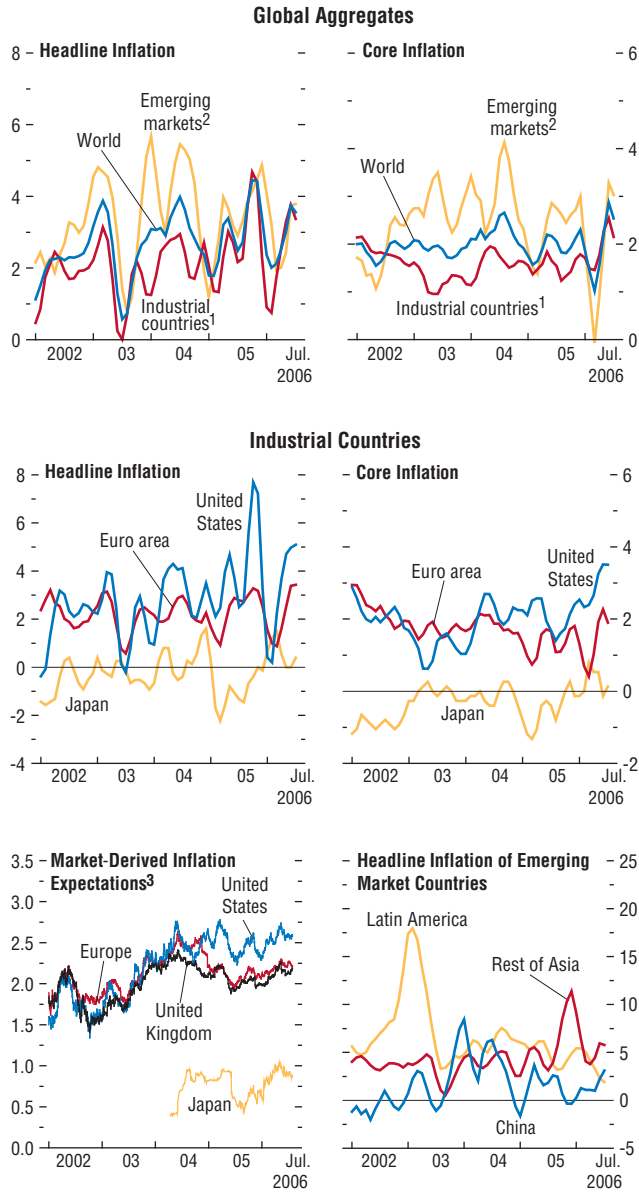 Global Aggregates
Headline Inflation
8
6
4
2
0
Emerging
markets2
World
Industrial
countries1
2002 03 04 05 Jul.
2006
Core Inflation
6
4
2
0
Emerging
markets2
World
Industrial countries1
2002 03 04 05 Jul.
2006
Industrial Countries
Headline Inflation
8
6
4
2
0
-2
-4
United
States
Euro area
Japan
2002 03 04 05 Jul.
2006
Core Inflation
6
4
2
0
-2
United
States
Euro area
Japan
2002 03 04 05 Jul.
2006
Market-Derived Inflation
Expectations3
3.5
3.0
2.5
2.0
1.5
1.0
0.5
0.0
United
States
Europe
United
Kingdom
Japan
2002 03 04 05 Jul.
2006
Headline Inflation of Emerging
Market Countries
25
20
15
10
5
0
-5
Latin America
Rest of Asia
China
2002 03 04 05 Jul.
2006